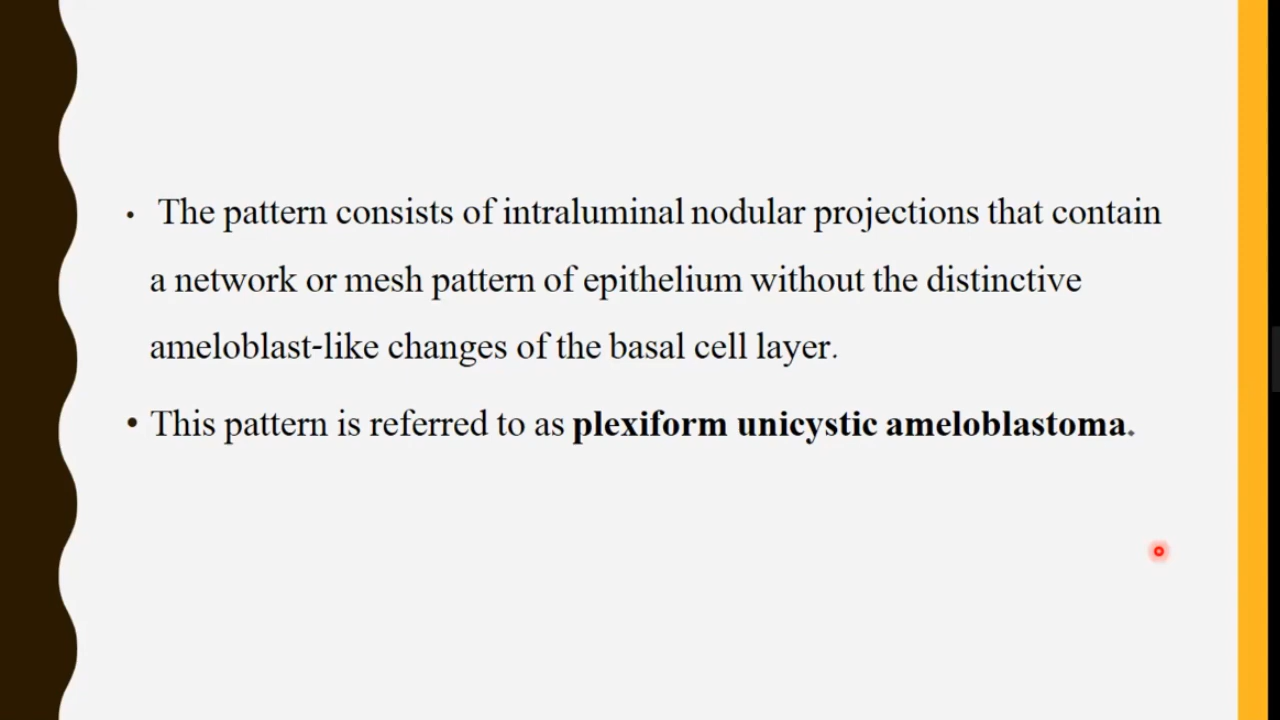 • The pattern consists of intraluminal nodular projections that contain
a network or mesh pattern of epithelium without the distinctive
ameloblast-like changes of the basal cell layer.
• This pattern is referred to as plexiform unicystic ameloblastoma.